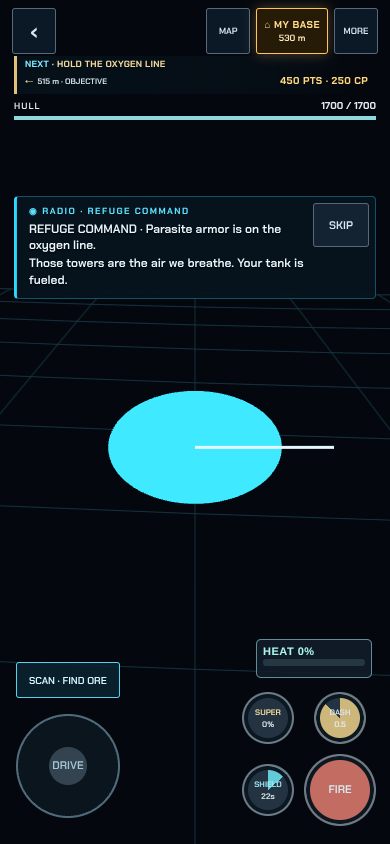 ‹
MAP
⌂ MY BASE
530 m
MORE
NEXT · HOLD THE OXYGEN LINE
← 515 m · OBJECTIVE
450 PTS · 250 CP
HULL
1700 / 1700
◉ RADIO · REFUGE COMMAND
REFUGE COMMAND · Parasite armor is on the
oxygen line.
Those towers are the air we breathe. Your tank is
fueled.
SKIP
HEAT 0%
SCAN · FIND ORE
SUPER
0%
DASH
0.5
DRIVE
SHIELD
22s
FIRE